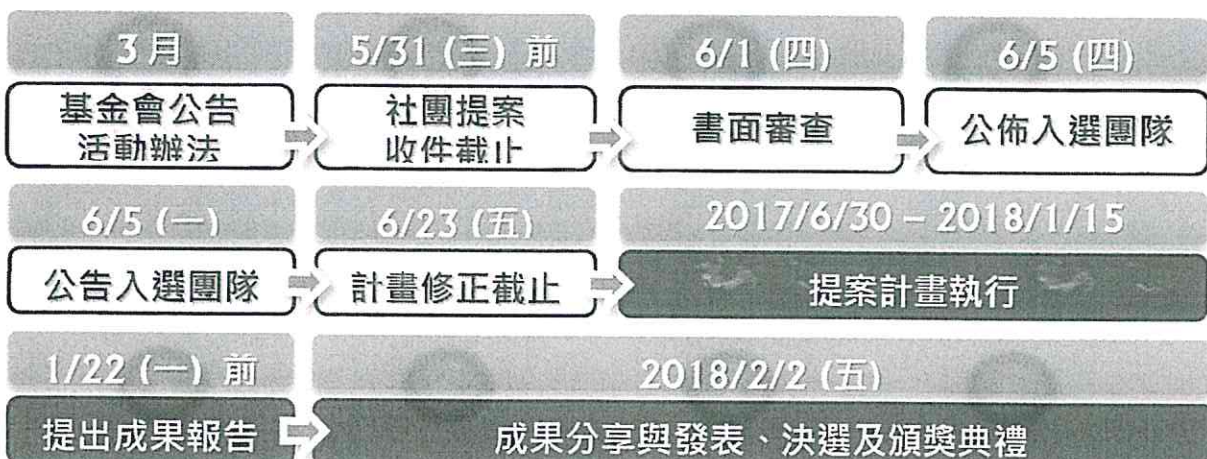 3月
基金會公告
活動辦法
5/31 (三) 前
社團提案
收件截止
6/1 (四)
書面審查
6/5 (四)
公佈入選團隊
6/5 (一)
公告入選團隊
6/23 (五)
計畫修正截止
2017/6/30 – 2018/1/15
提案計畫執行
1/22 (一) 前
提出成果報告
2018/2/2 (五)
成果分享與發表、決選及頒獎典禮